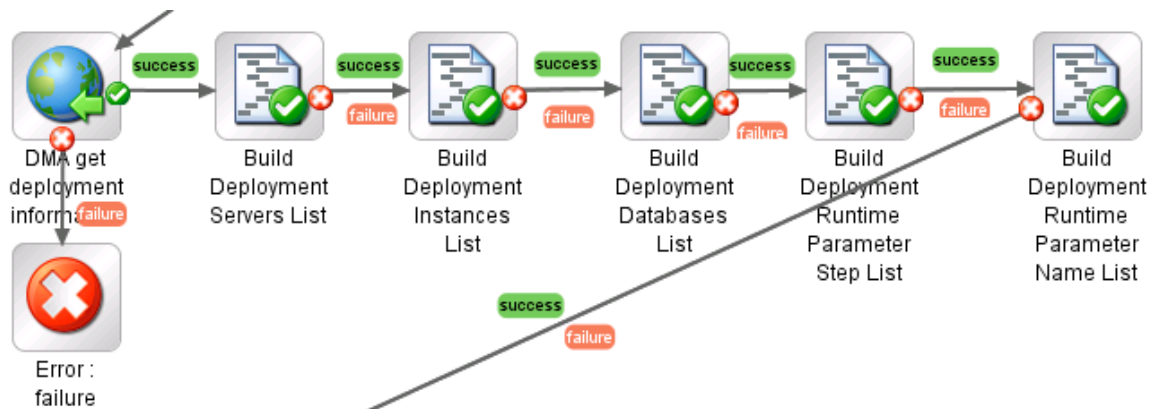 success
success
success
success
success
failure
failure
failure
failure
DMA get
deployment
informa
failure
Build
Deployment
Servers List
Build
Deployment
Instances
List
Build
Deployment
Databases
List
Build
Deployment
Runtime
Parameter
Step List
Build
Deployment
Runtime
Parameter
Name List
success
failure
Error :
failure